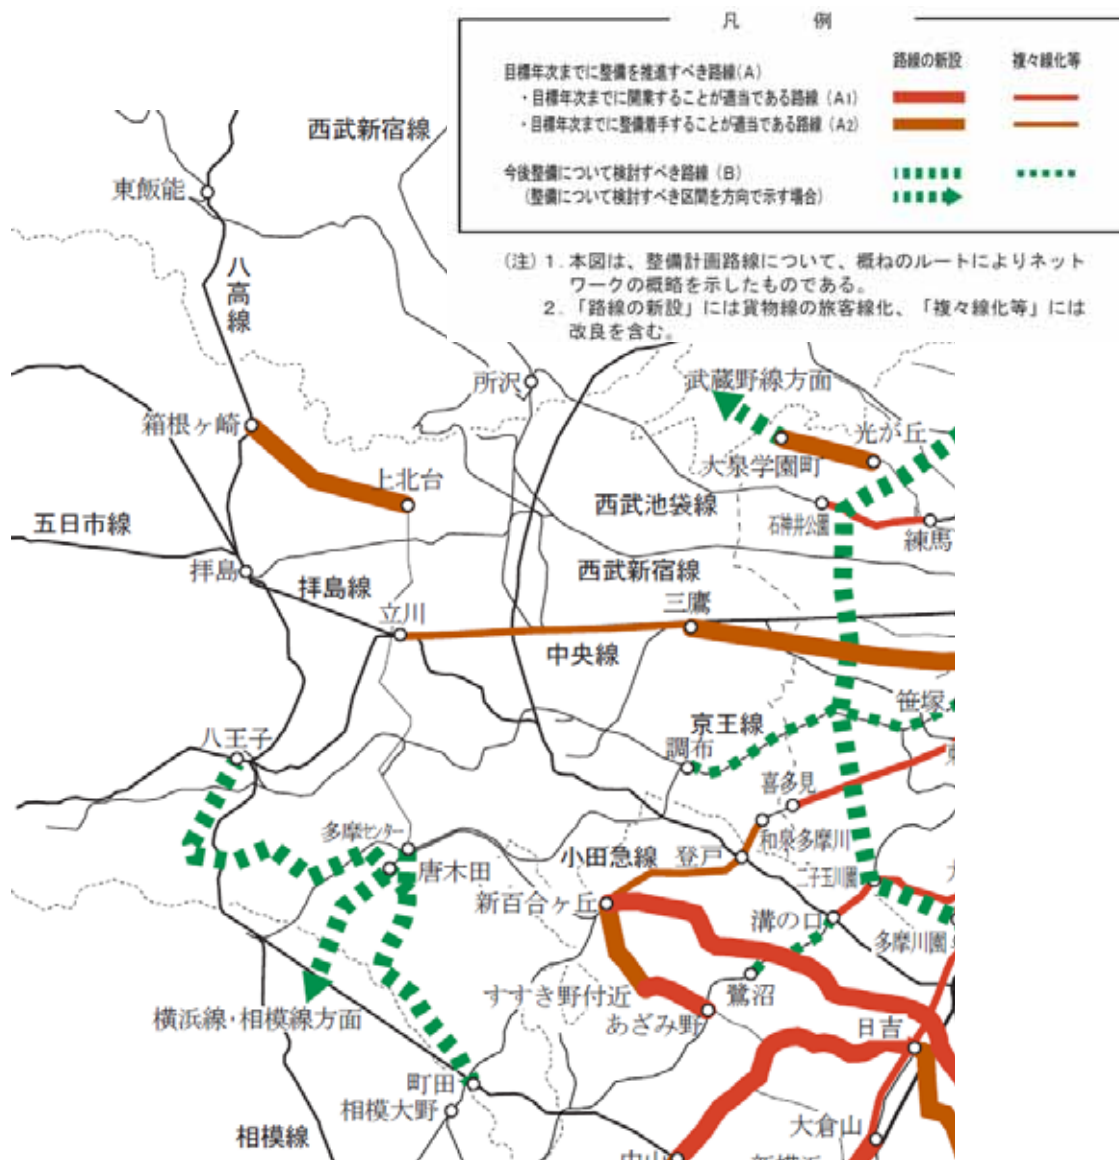 凡 例
路線の新設 複々線化等
目標年次までに整備を推進すべき路線(A)
・目標年次までに開業することが適当である路線(A1)
・目標年次までに整備着手することが適当である路線(A2)
今後整備について検討すべき路線(B)
(整備について検討すべき区間を方向で示す場合)
(注)1.本図は、整備計画路線について、概ねのルートによりネット
ワークの概略を示したものである。
2.「路線の新設」には貨物線の旅客線化、「複々線化等」には
改良を含む。
西武新宿線
東飯能
八高線
所沢
武蔵野線方面
箱根ヶ崎
光が丘
大泉学園町
上北台
西武池袋線
石神井公園
五日市線
練馬
拝島
拝島線
西武新宿線
三鷹
立川
中央線
笹塚
京王線
八王子
調布
喜多見
多摩センター
和泉多摩川
小田急線
登戸
唐木田
二子玉川園
新百合ヶ丘
溝の口
多摩川園
すすき野付近
鷺沼
横浜線・相模線方面
あざみ野
日吉
町田
相模大野
大倉山
相模線
中山